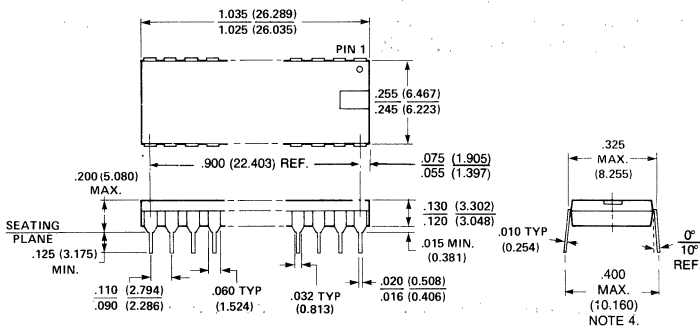 1.035 (26.289)
1.025 (26.035)
PIN 1
.255 (6.467)
.245 (6.223)
.900 (22.403) REF.
.075 (1.905)
.055 (1.397)
.200 (5.080)
MAX.
.130 (3.302)
.120 (3.048)
SEATING
PLANE
.015 MIN.
(0.381)
.125 (3.175)
MIN.
.110 (2.794)
.090 (2.286)
.060 TYP
(1.524)
.032 TYP
(0.813)
.020 (0.508)
.016 (0.406)
.325
MAX.
(8.255)
.010 TYP
(0.254)
0°
10°
REF
.400
MAX.
(10.160)
NOTE 4.